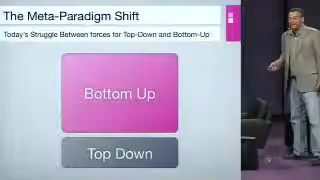 The Meta-Paradigm Shift
Today's Struggle Between forces for Top-Down and Bottom-Up
Bottom Up
Top Down